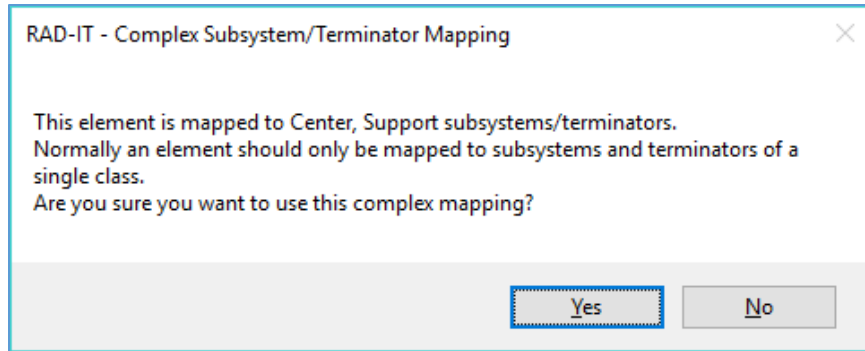 RAD-IT - Complex Subsystem/Terminator Mapping
This element is mapped to Center, Support subsystems/terminators.
Normally an element should only be mapped to subsystems and terminators of a
single class.
Are you sure you want to use this complex mapping?
Yes
No